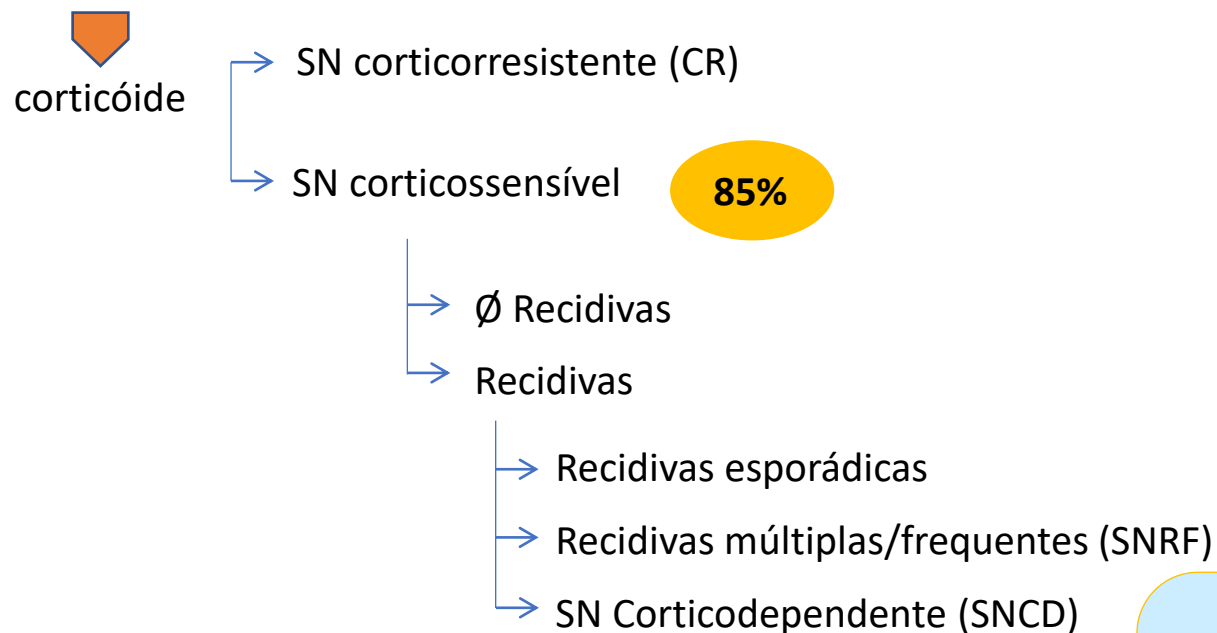 corticóide
SN corticorresistente (CR)
SN corticossensível
85%
Ø Recidivas
Recidivas
Recidivas esporádicas
Recidivas múltiplas/frequentes (SNRF)
SN Corticodependente (SNCD)